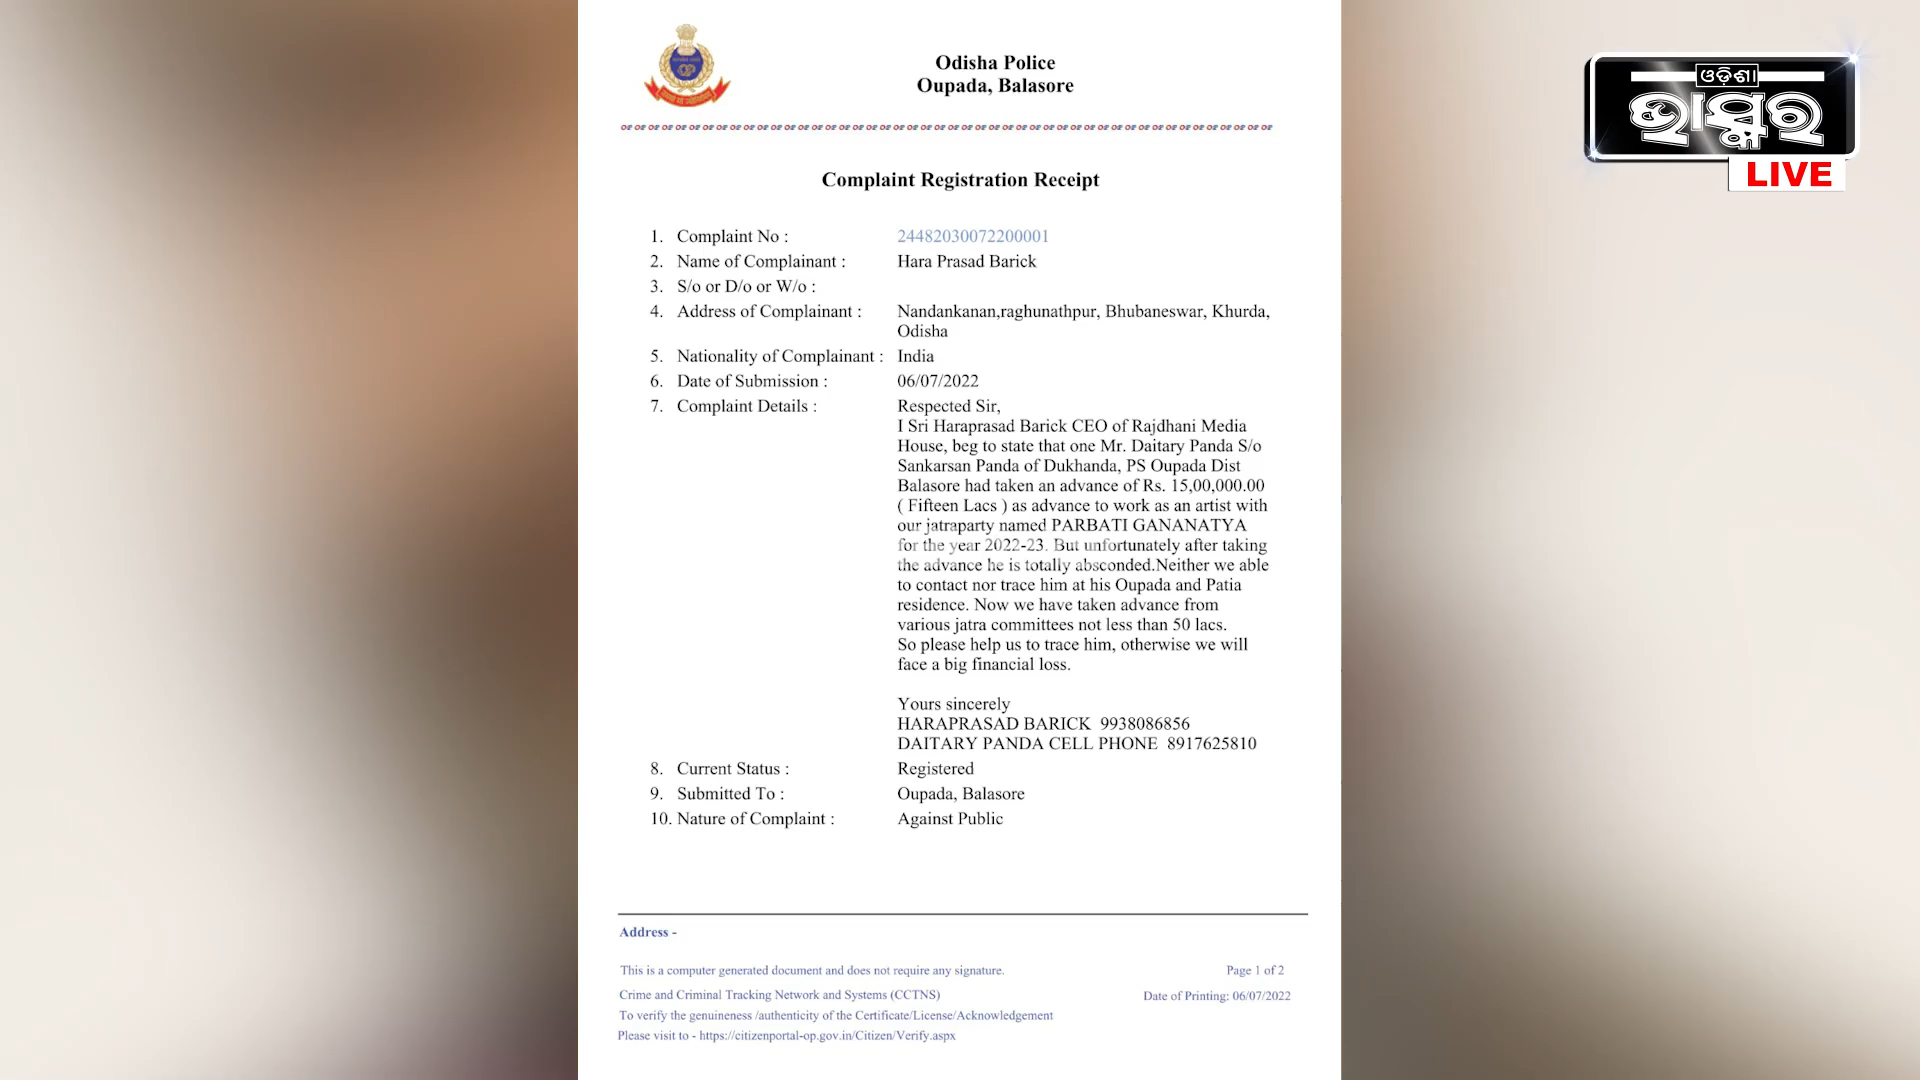 Odisha Police
Oupada, Balasore
Complaint Registration Receipt
1. Complaint No : 24482030072200001
2. Name of Complainant : Hara Prasad Barick
3. S/o or D/o or W/o :
4. Address of Complainant : Nandankanan,raghunathpur, Bhubaneswar, Khurda,
Odisha
5. Nationality of Complainant : India
6. Date of Submission : 06/07/2022
7. Complaint Details : Respected Sir,
I Sri Haraprasad Barick CEO of Rajdhani Media
House, beg to state that one Mr. Daitary Panda S/o
Sankarsan Panda of Dukhanda, PS Oupada Dist
Balasore had taken an advance of Rs. 15,00,000.00
( Fifteen Lacs ) as advance to work as an artist with
our jatraparty named PARBATI GANANATYA
for the year 2022-23. But unfortunately after taking
the advance he is totally absconded.Neither we able
to contact nor trace him at his Oupada and Patia
residence. Now we have taken advance from
various jatra committees not less than 50 lacs.
So please help us to trace him, otherwise we will
face a big financial loss.
Yours sincerely
HARAPRASAD BARICK 9938086856
DAITARY PANDA CELL PHONE 8917625810
8. Current Status : Registered
9. Submitted To : Oupada, Balasore
10. Nature of Complaint : Against Public
Address -
This is a computer generated document and does not require any signature. Page 1 of 2
Crime and Criminal Tracking Network and Systems (CCTNS) Date of Printing: 06/07/2022
To verify the genuineness /authenticity of the Certificate/License/Acknowledgement
Please visit to - https://citizenportal-op.gov.in/Citizen/Verify.aspx
ଓଡ଼ିଶା
ଭାସ୍କର
LIVE